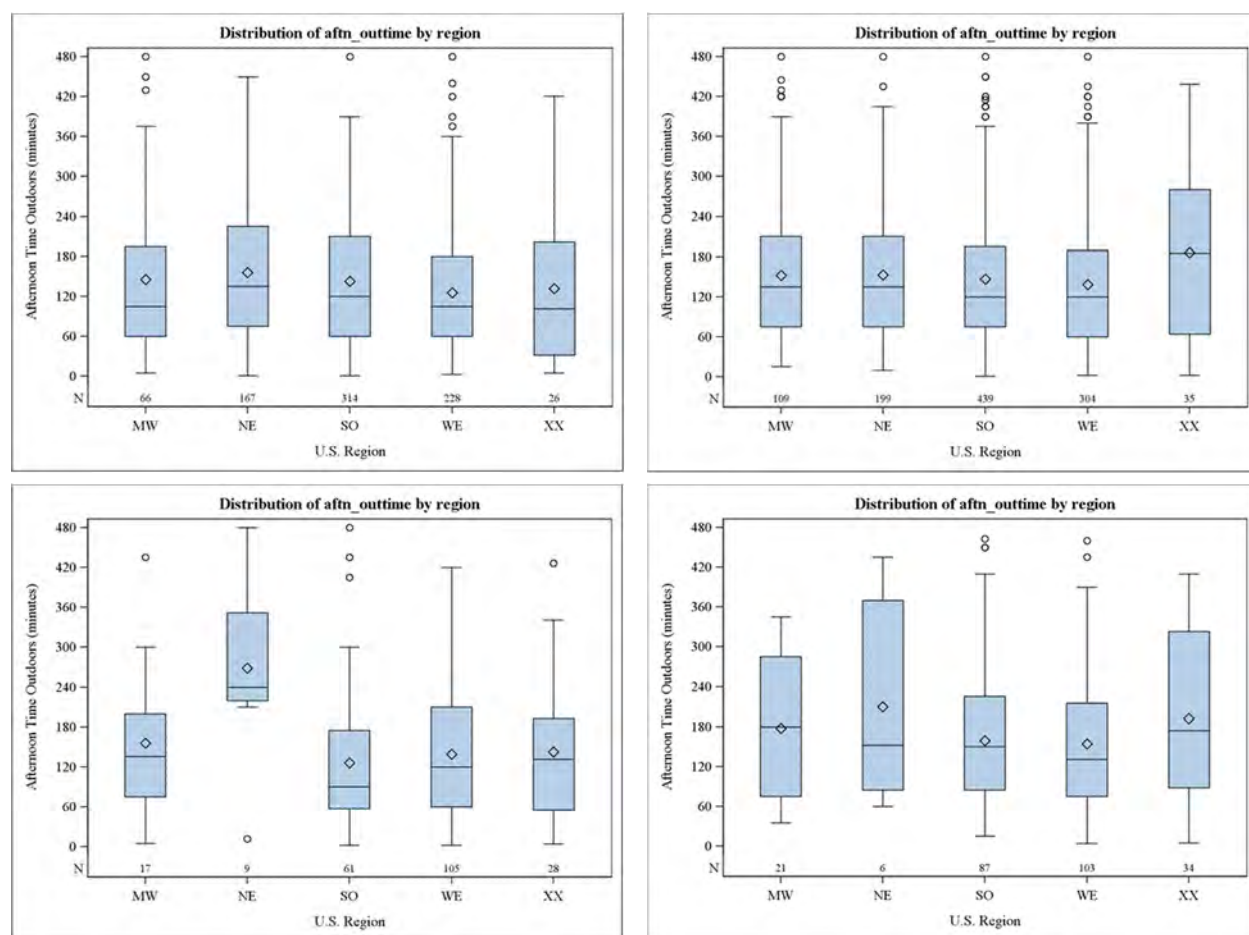 Distribution of aftn_outtime by region
Afternoon Time Outdoors (minutes)
480
420
360
300
240
180
120
60
0
N 66 167 314 228 26
MW NE SO WE XX
U.S. Region
Distribution of aftn_outtime by region
Afternoon Time Outdoors (minutes)
480
420
360
300
240
180
120
60
0
N 109 199 439 304 35
MW NE SO WE XX
U.S. Region
Distribution of aftn_outtime by region
Afternoon Time Outdoors (minutes)
480
420
360
300
240
180
120
60
0
N 17 9 61 105 28
MW NE SO WE XX
U.S. Region
Distribution of aftn_outtime by region
Afternoon Time Outdoors (minutes)
480
420
360
300
240
180
120
60
0
N 21 6 87 103 34
MW NE SO WE XX
U.S. Region